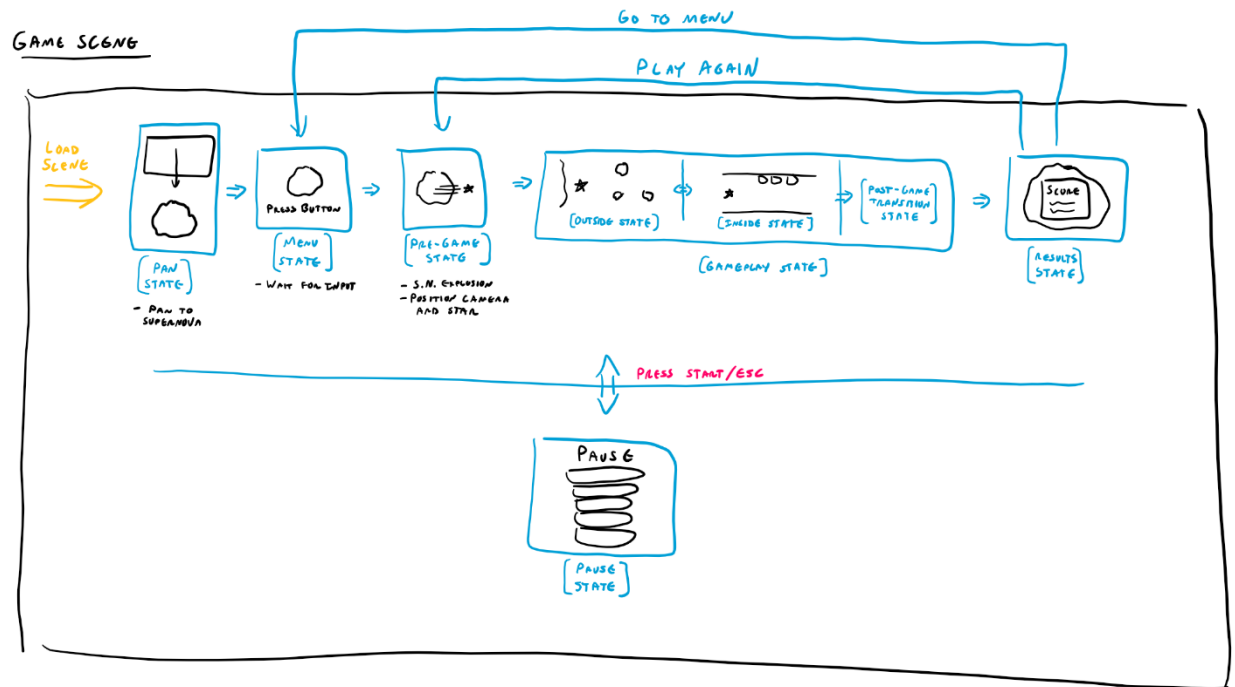 GO TO MENU
GAME SCENE
PLAY AGAIN
LOAD
SCENE
PRESS BUTTON
SCORE
[OUTSIDE STATE]
[INSIDE STATE]
[POST-GAME
TRANSITION
STATE]
[PAN
STATE]
[MENU
STATE]
[PRE-GAME
STATE]
[GAMEPLAY STATE]
[RESULTS
STATE]
- PAN TO
SUPERNOVA
- WAIT FOR INPUT
- S.N. EXPLOSION
- POSITION CAMERA
AND STAR
PRESS START/ESC
PAUSE
[PAUSE
STATE]